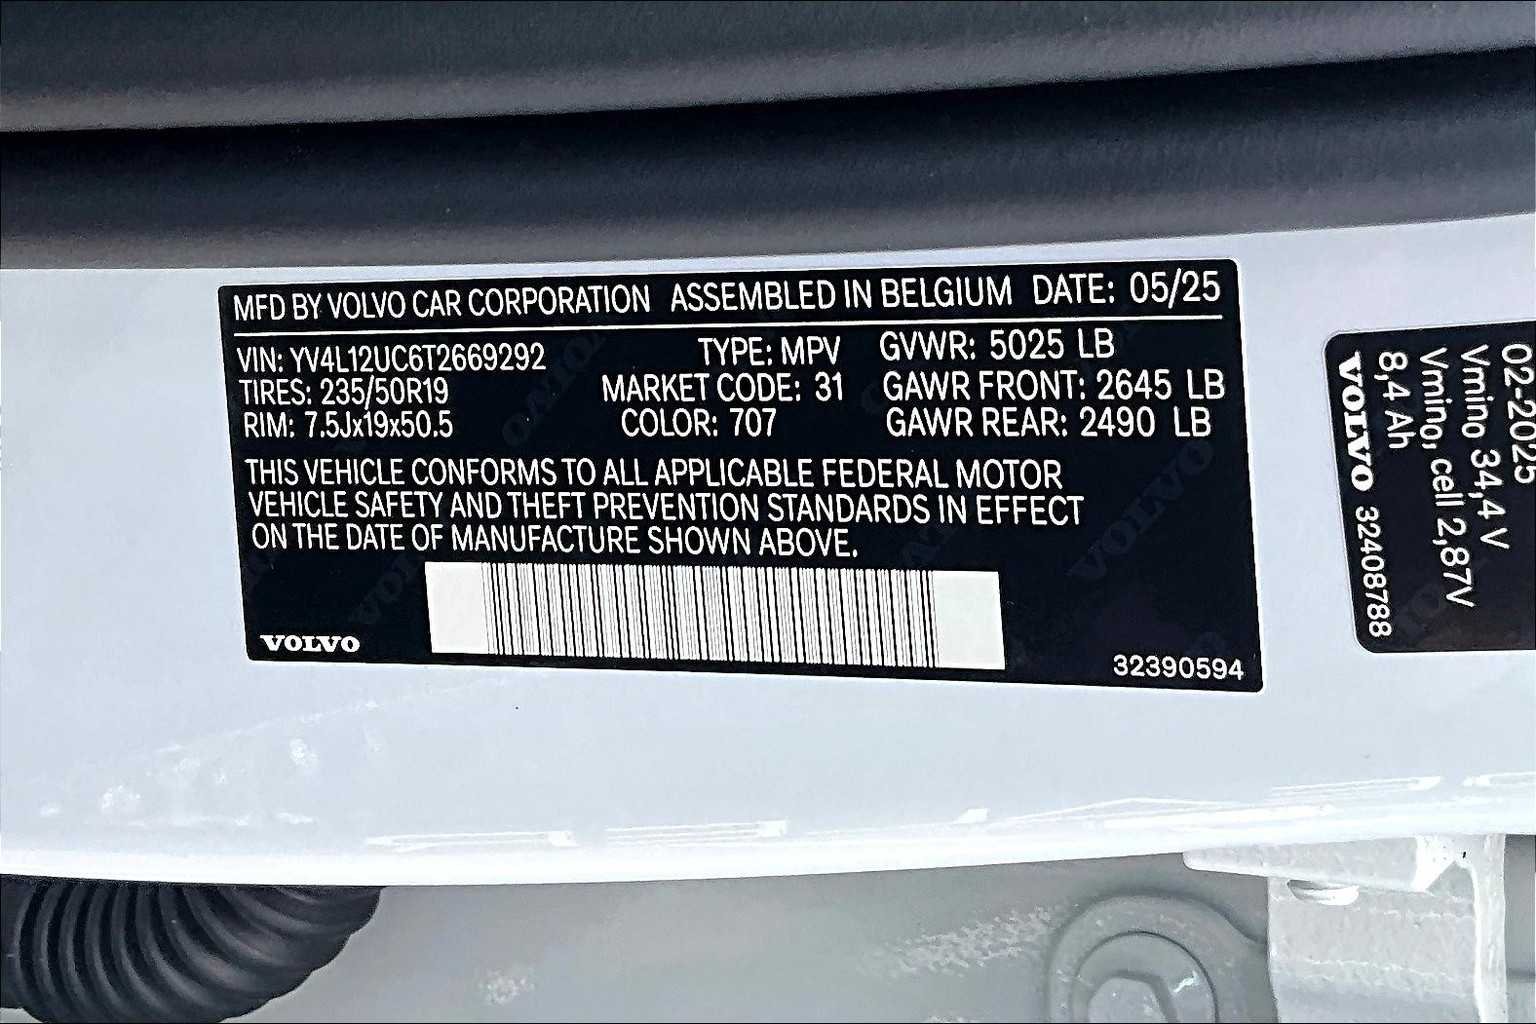 MFD BY VOLVO CAR CORPORATION ASSEMBLED IN BELGIUM DATE: 05/25
VIN: YV4L12UC6T2669292 TYPE: MPV GVWR: 5025 LB
TIRES: 235/50R19 MARKET CODE: 31 GAWR FRONT: 2645 LB
RIM: 7.5Jx19x50.5 COLOR: 707 GAWR REAR: 2490 LB
THIS VEHICLE CONFORMS TO ALL APPLICABLE FEDERAL MOTOR
VEHICLE SAFETY AND THEFT PREVENTION STANDARDS IN EFFECT
ON THE DATE OF MANUFACTURE SHOWN ABOVE.
VOLVO
32390594
02-2025
Vmino 34,4 V
Vmino, cell 2,87V
8,4 Ah
VOLVO 32408788